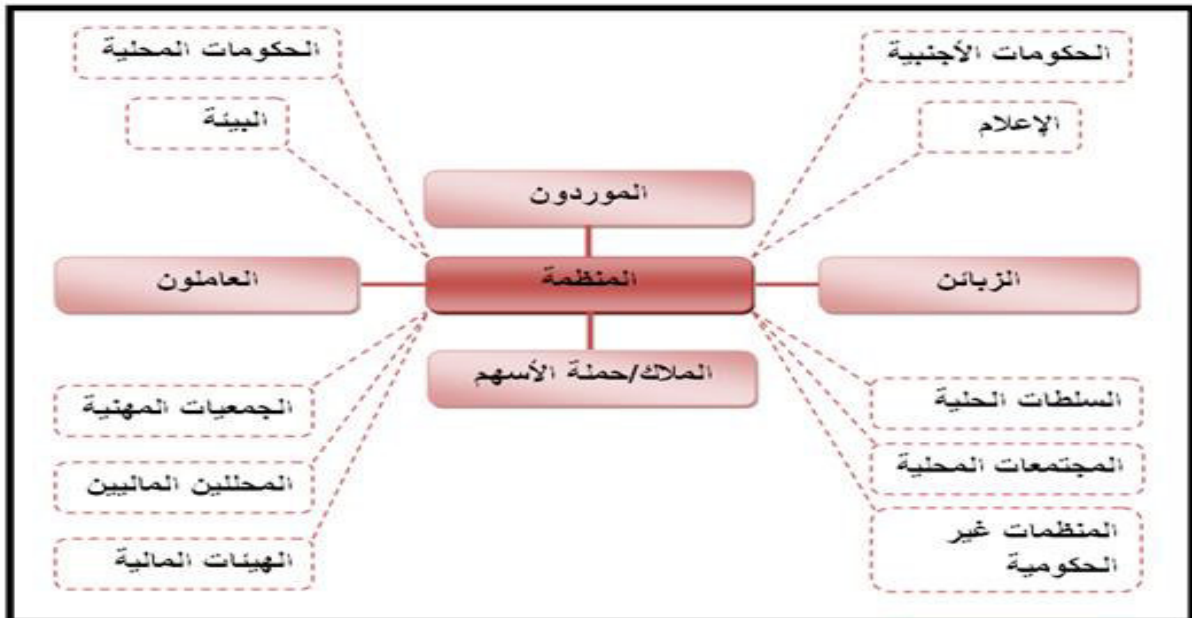 الحكومات الأجنبية
الحكومات المحلية
الإعلام
البيئة
الموردون
الزبائن
المنظمة
العاملون
الملاك/حملة الأسهم
السلطات الحلية
الجمعيات المهنية
المجتمعات المحلية
المحللين الماليين
المنظمات غير
الحكومية
الهيئات المالية